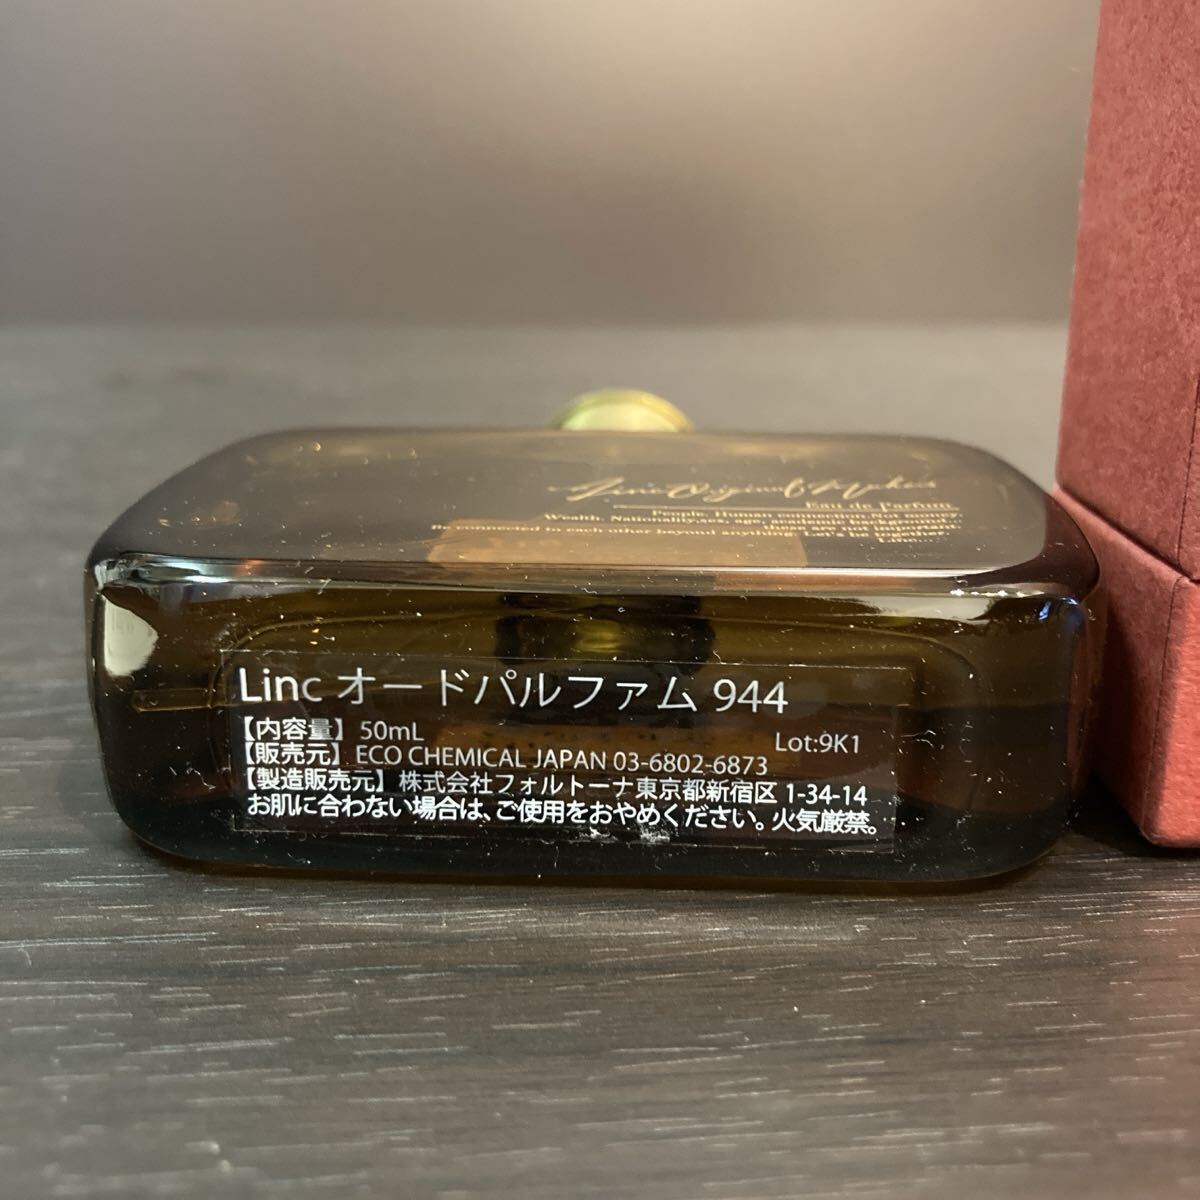 Linc Original Makers
Eau de Parfum
Linc オードパルファム 944
【内容量】 50mL Lot:9K1
【販売元】 ECO CHEMICAL JAPAN 03-6802-6873
【製造販売元】 株式会社フォルトーナ東京都新宿区 1-34-14
お肌に合わない場合は、ご使用をおやめください。火気厳禁。